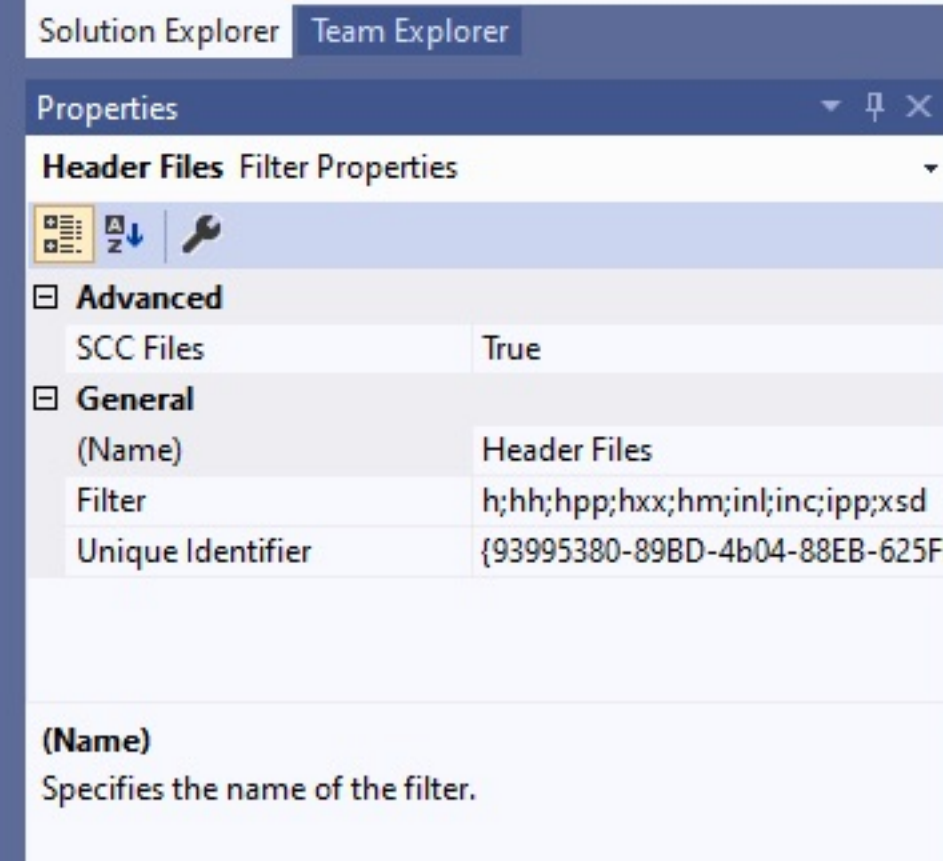 Solution Explorer Team Explorer
Properties
Header Files Filter Properties
Advanced
SCC Files True
General
(Name) Header Files
Filter h;hh;hpp;hxx;hm;inl;inc;ipp;xsd
Unique Identifier {93995380-89BD-4b04-88EB-625F
(Name)
Specifies the name of the filter.